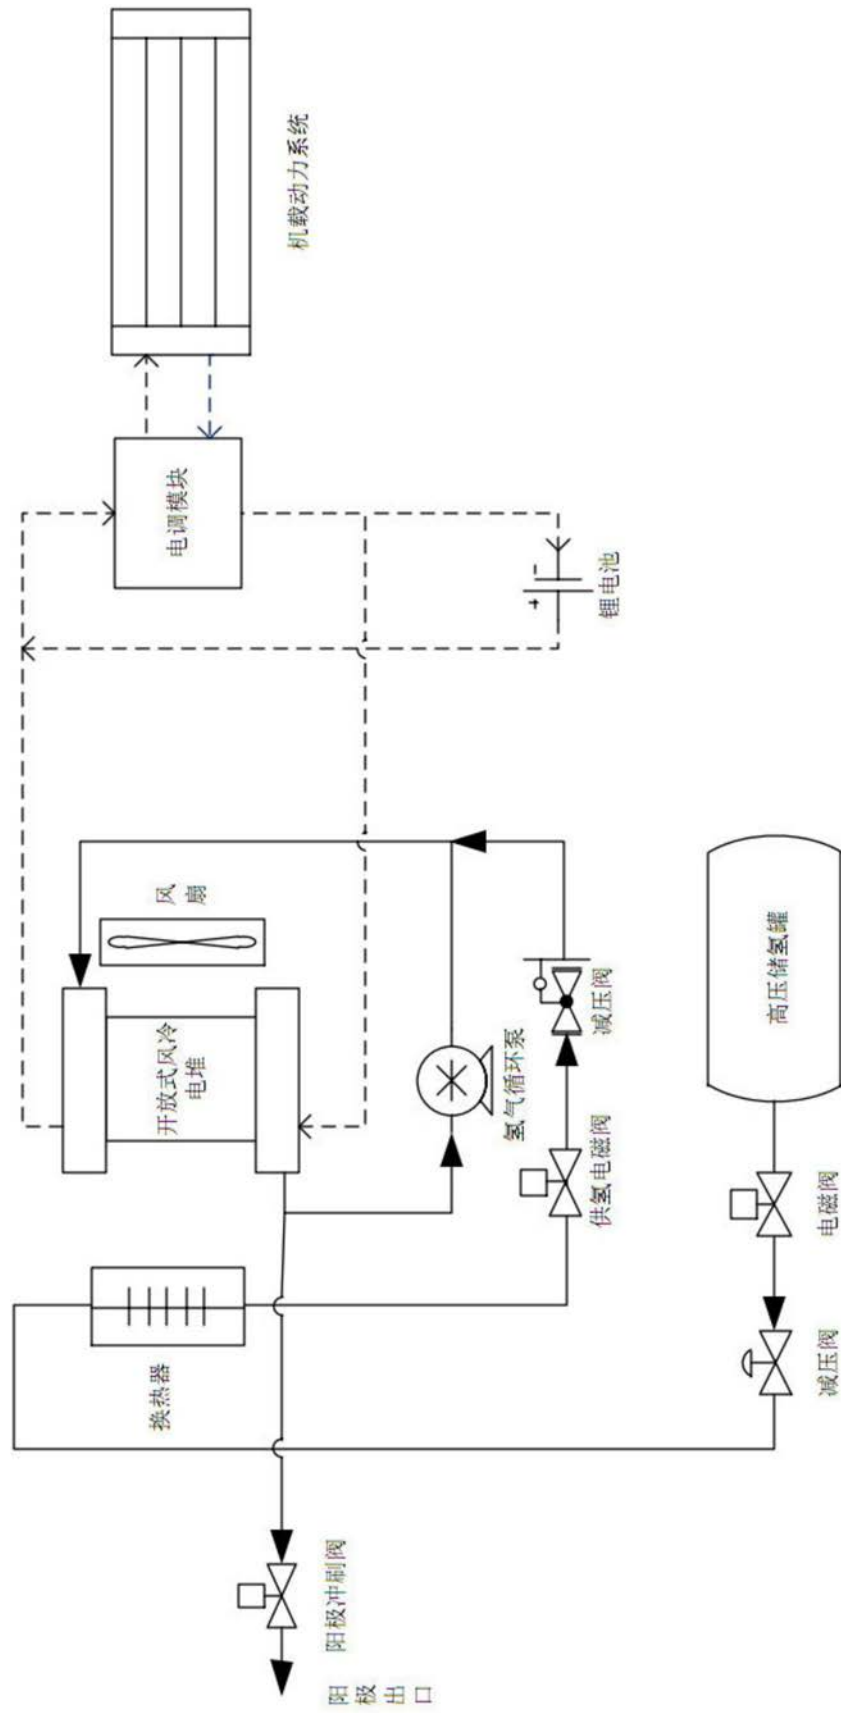 阳极出口
阳极冲刷阀
换热器
开放式风冷
电堆
风扇
电调模块
机载动力系统
氢气循环泵
供氢电磁阀
减压阀
+
-
锂电池
减压阀
电磁阀
高压储氢罐